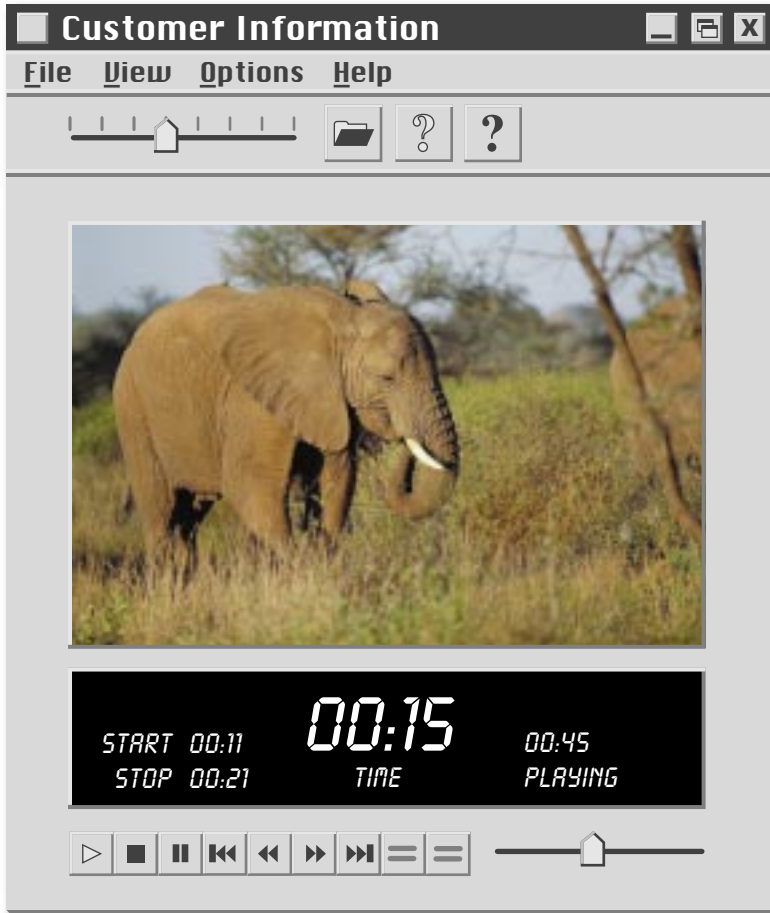 Customer Information
File View Options Help
? ?
00:15
START 00:11 00:45
STOP 00:21 TIME PLAYING